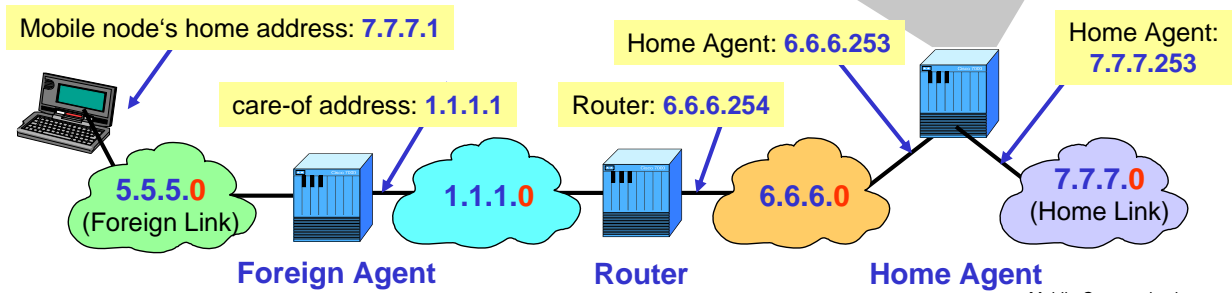 Mobile node‘s home address: 7.7.7.1
Home Agent: 6.6.6.253
Home Agent:
7.7.7.253
care-of address: 1.1.1.1
Router: 6.6.6.254
5.5.5.0
(Foreign Link)
1.1.1.0
6.6.6.0
7.7.7.0
(Home Link)
Foreign Agent
Router
Home Agent